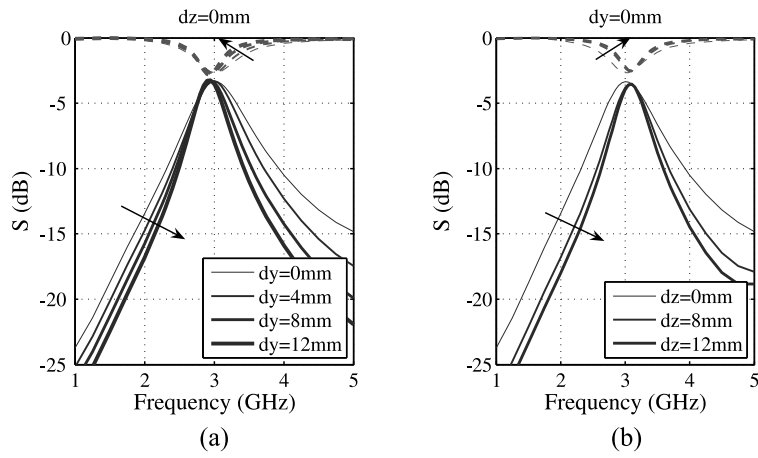 dz=0mm
0
-5
-10
-15
-20
-25
S (dB)
dy=0mm
dy=4mm
dy=8mm
dy=12mm
1 2 3 4 5
Frequency (GHz)
(a)
dy=0mm
0
-5
-10
-15
-20
-25
S (dB)
dz=0mm
dz=8mm
dz=12mm
1 2 3 4 5
Frequency (GHz)
(b)